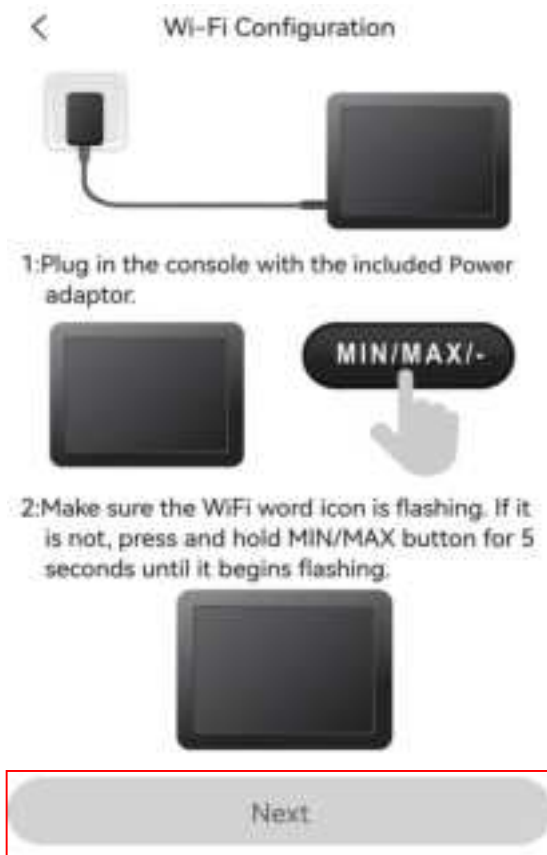 Wi-Fi Configuration
1:Plug in the console with the included Power
adaptor.
MIN/MAX/-
2:Make sure the WiFi word icon is flashing. If it
is not, press and hold MIN/MAX button for 5
seconds until it begins flashing.
Next